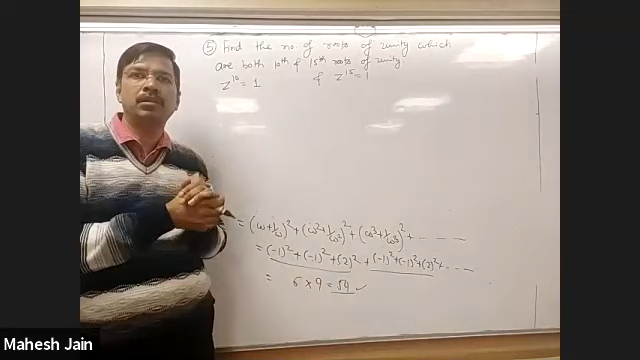 ⑤ Find the no. of roots of unity which
are both 10th & 15th roots of unity
z¹⁰ = 1 & z¹⁵ = 1
= (ω + 1/ω)² + (ω² + 1/ω²)² + (ω³ + 1/ω³)² + - - - - - -
= (-1)² + (-1)² + (2)² + (-1)² + (-1)² + (2)² + - - - -
= 6 × 9 = 54 ✓
Mahesh Jain